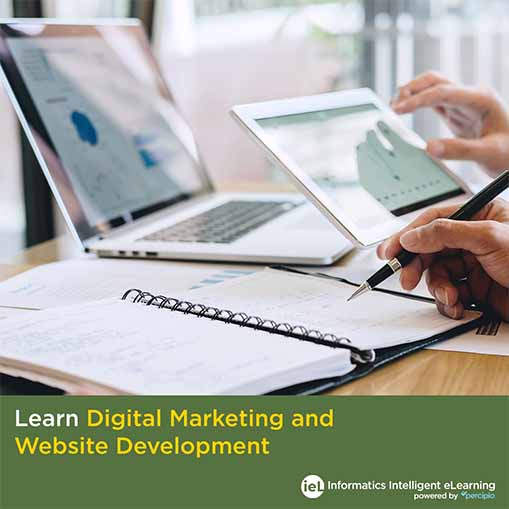 Learn Digital Marketing and
Website Development
ieL Informatics Intelligent eLearning
powered by percipio